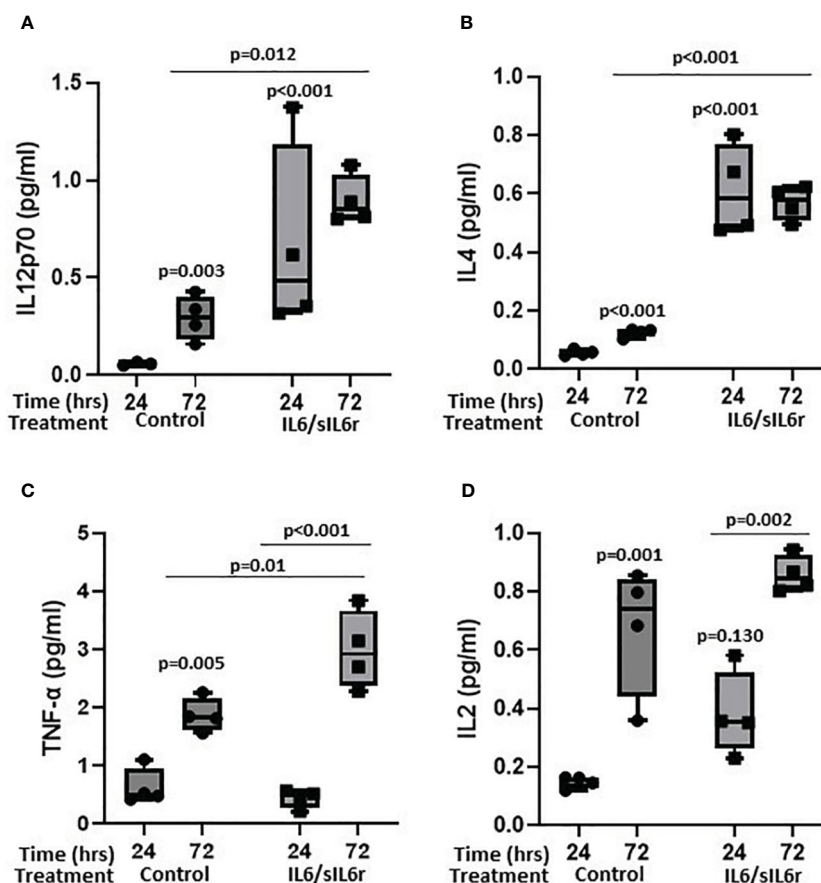 A
p=0.012
p<0.001
p=0.003
IL12p70 (pg/ml)
1.5
1.0
0.5
0.0
Time (hrs) 24 72 24 72
Treatment Control IL6/sIL6r
B
p<0.001
p<0.001
p<0.001
IL4 (pg/ml)
1.0
0.8
0.6
0.4
0.2
0.0
Time (hrs) 24 72 24 72
Treatment Control IL6/sIL6r
C
p<0.001
p=0.01
p=0.005
TNF-α (pg/ml)
5
4
3
2
1
0
Time (hrs) 24 72 24 72
Treatment Control IL6/sIL6r
D
p=0.002
p=0.001
p=0.130
IL2 (pg/ml)
1.0
0.8
0.6
0.4
0.2
0.0
Time (hrs) 24 72 24 72
Treatment Control IL6/sIL6r